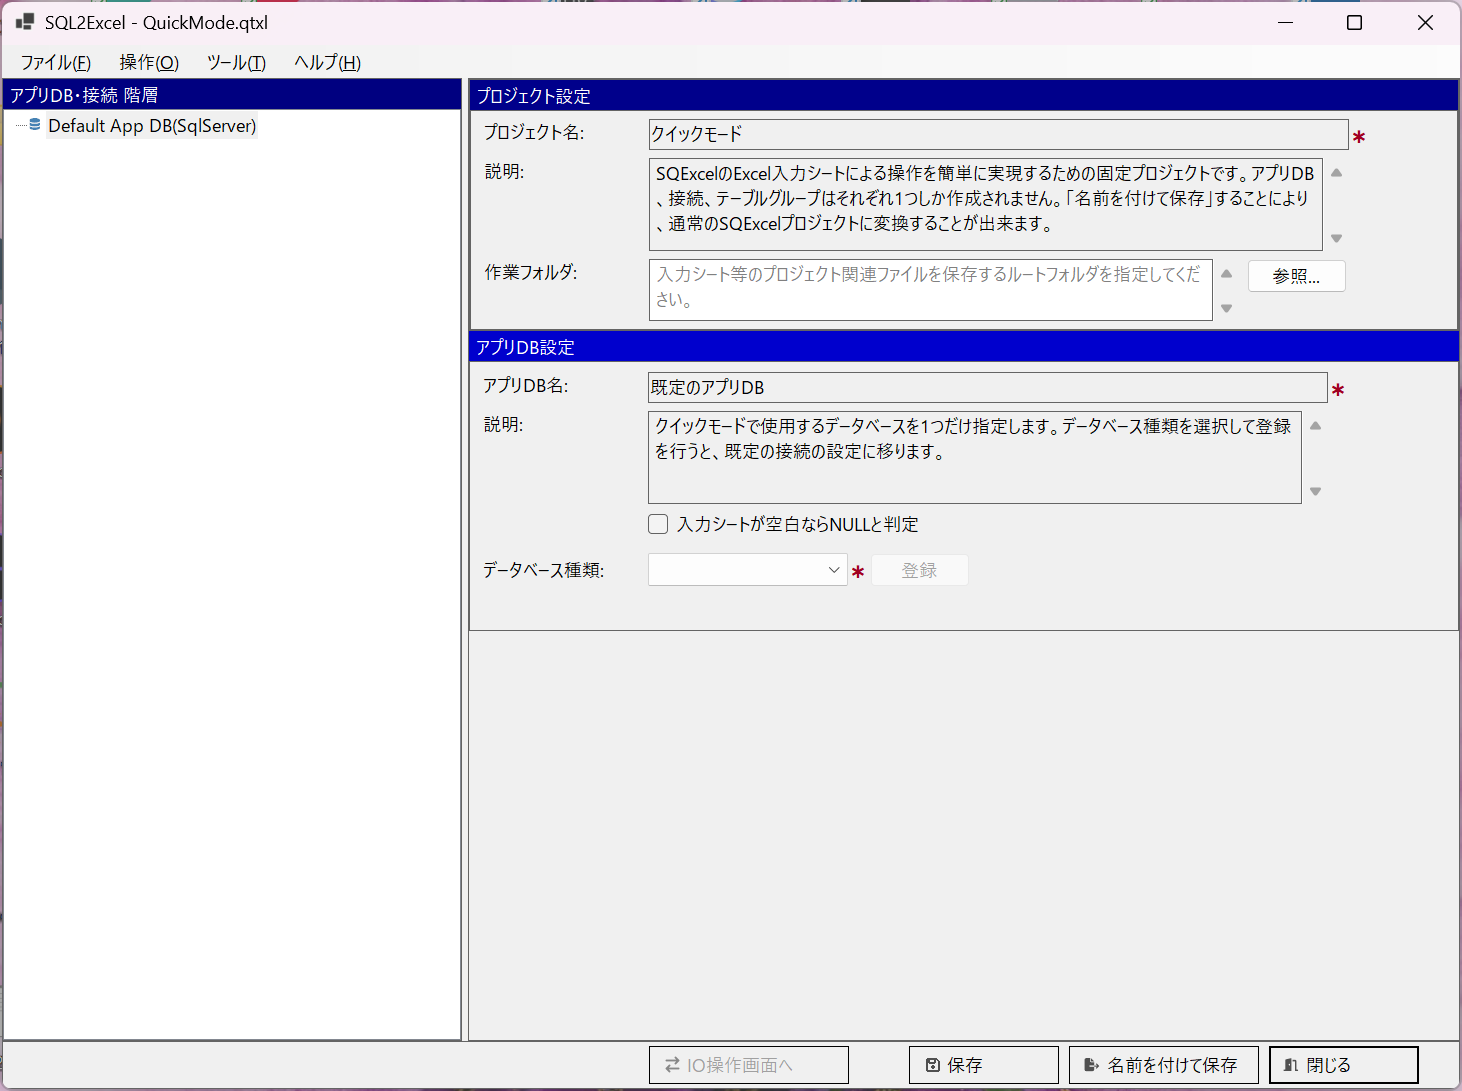 SQL2Excel - QuickMode.qtxl
ファイル(F) 操作(O) ツール(T) ヘルプ(H)
アプリDB・接続 階層
Default App DB(SqlServer)
プロジェクト設定
プロジェクト名:
クイックモード
*
説明:
SQExcelのExcel入力シートによる操作を簡単に実現するための固定プロジェクトです。アプリDB
、接続、テーブルグループはそれぞれ1つしか作成されません。「名前を付けて保存」することにより
、通常のSQExcelプロジェクトに変換することが出来ます。
作業フォルダ:
入力シート等のプロジェクト関連ファイルを保存するルートフォルダを指定してくだ
さい。
参照...
アプリDB設定
アプリDB名:
既定のアプリDB
*
説明:
クイックモードで使用するデータベースを1つだけ指定します。データベース種類を選択して登録
を行うと、既定の接続の設定に移ります。
入力シートが空白ならNULLと判定
データベース種類:
*
登録
IO操作画面へ
保存
名前を付けて保存
閉じる